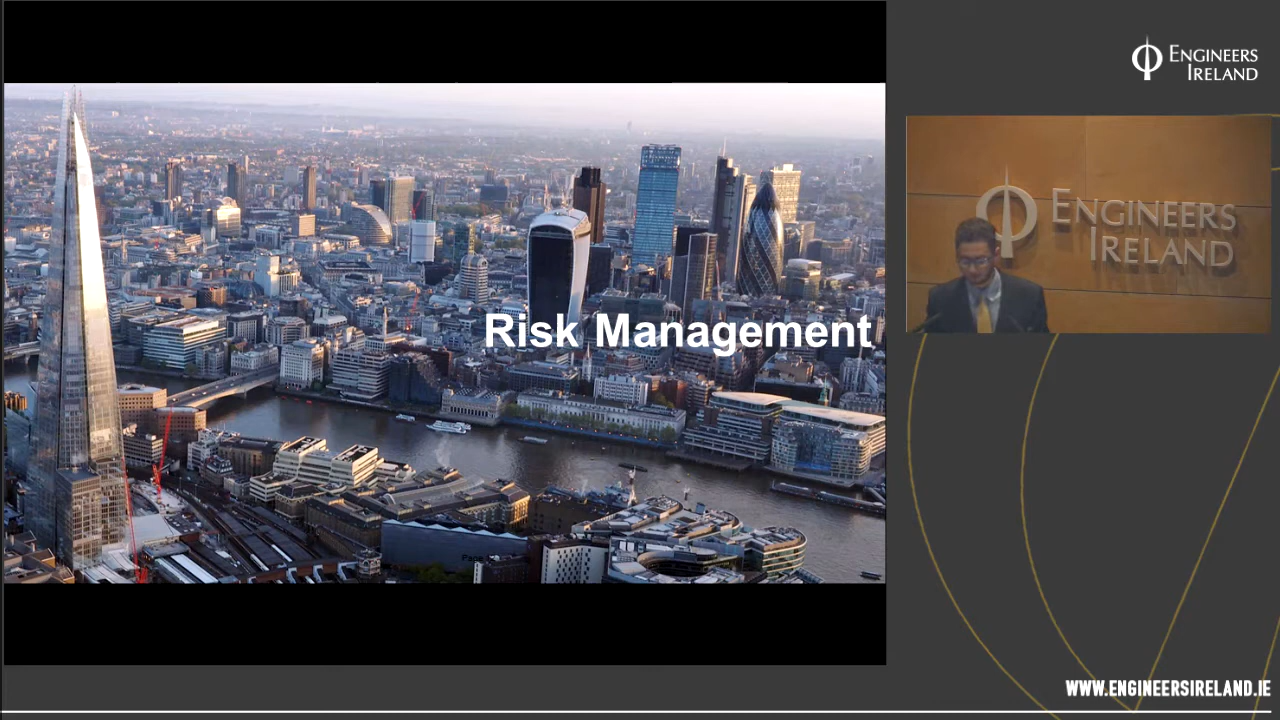 Risk Management
ENGINEERS
IRELAND
ENGINEERS
IRELAND
WWW.ENGINEERSIRELAND.IE